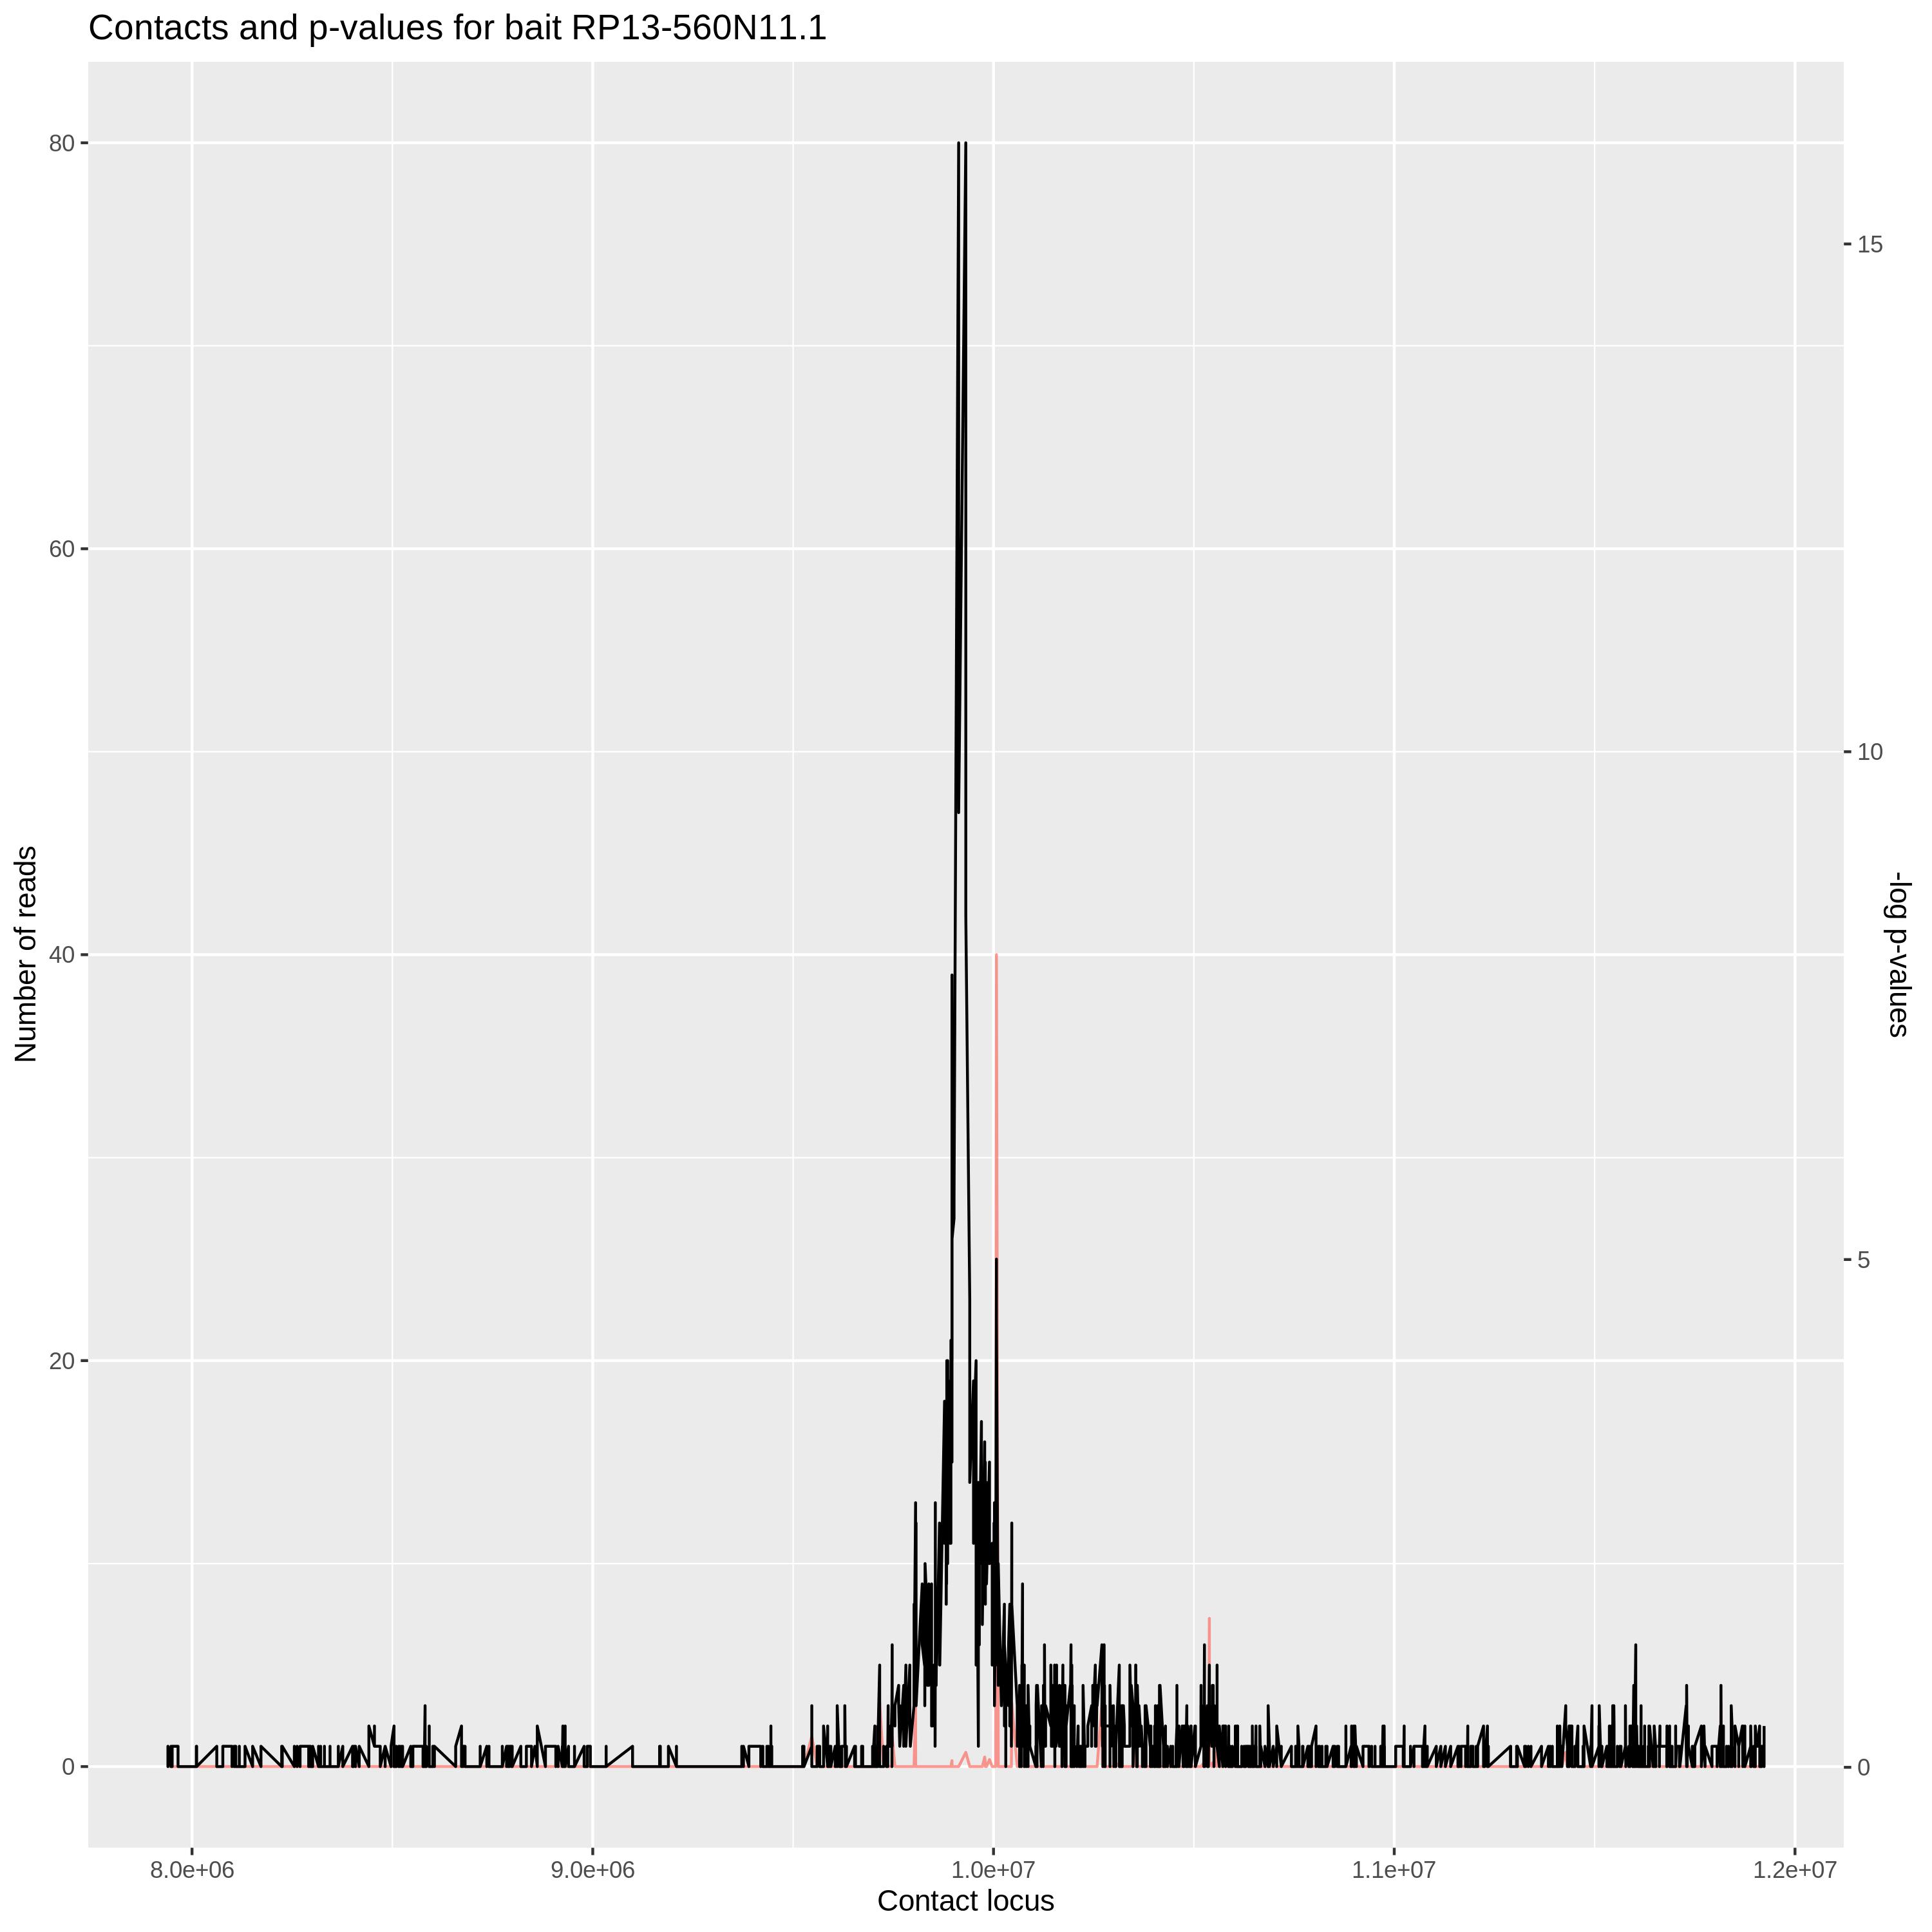 Contacts and p-values for bait RP13-560N11.1
80
60
40
20
0
Number of reads
15
10
5
0
-log p-values
8.0e+06
9.0e+06
1.0e+07
1.1e+07
1.2e+07
Contact locus